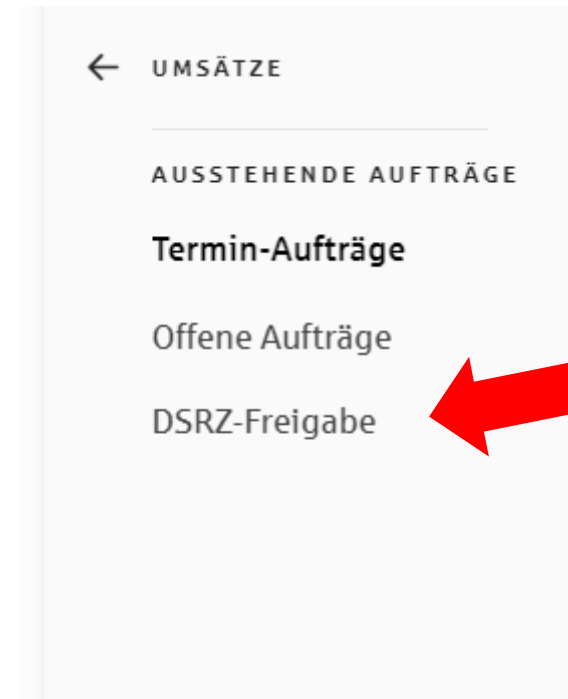 UMSÄTZE
AUSSTEHENDE AUFTRÄGE
Termin-Aufträge
Offene Aufträge
DSRZ-Freigabe